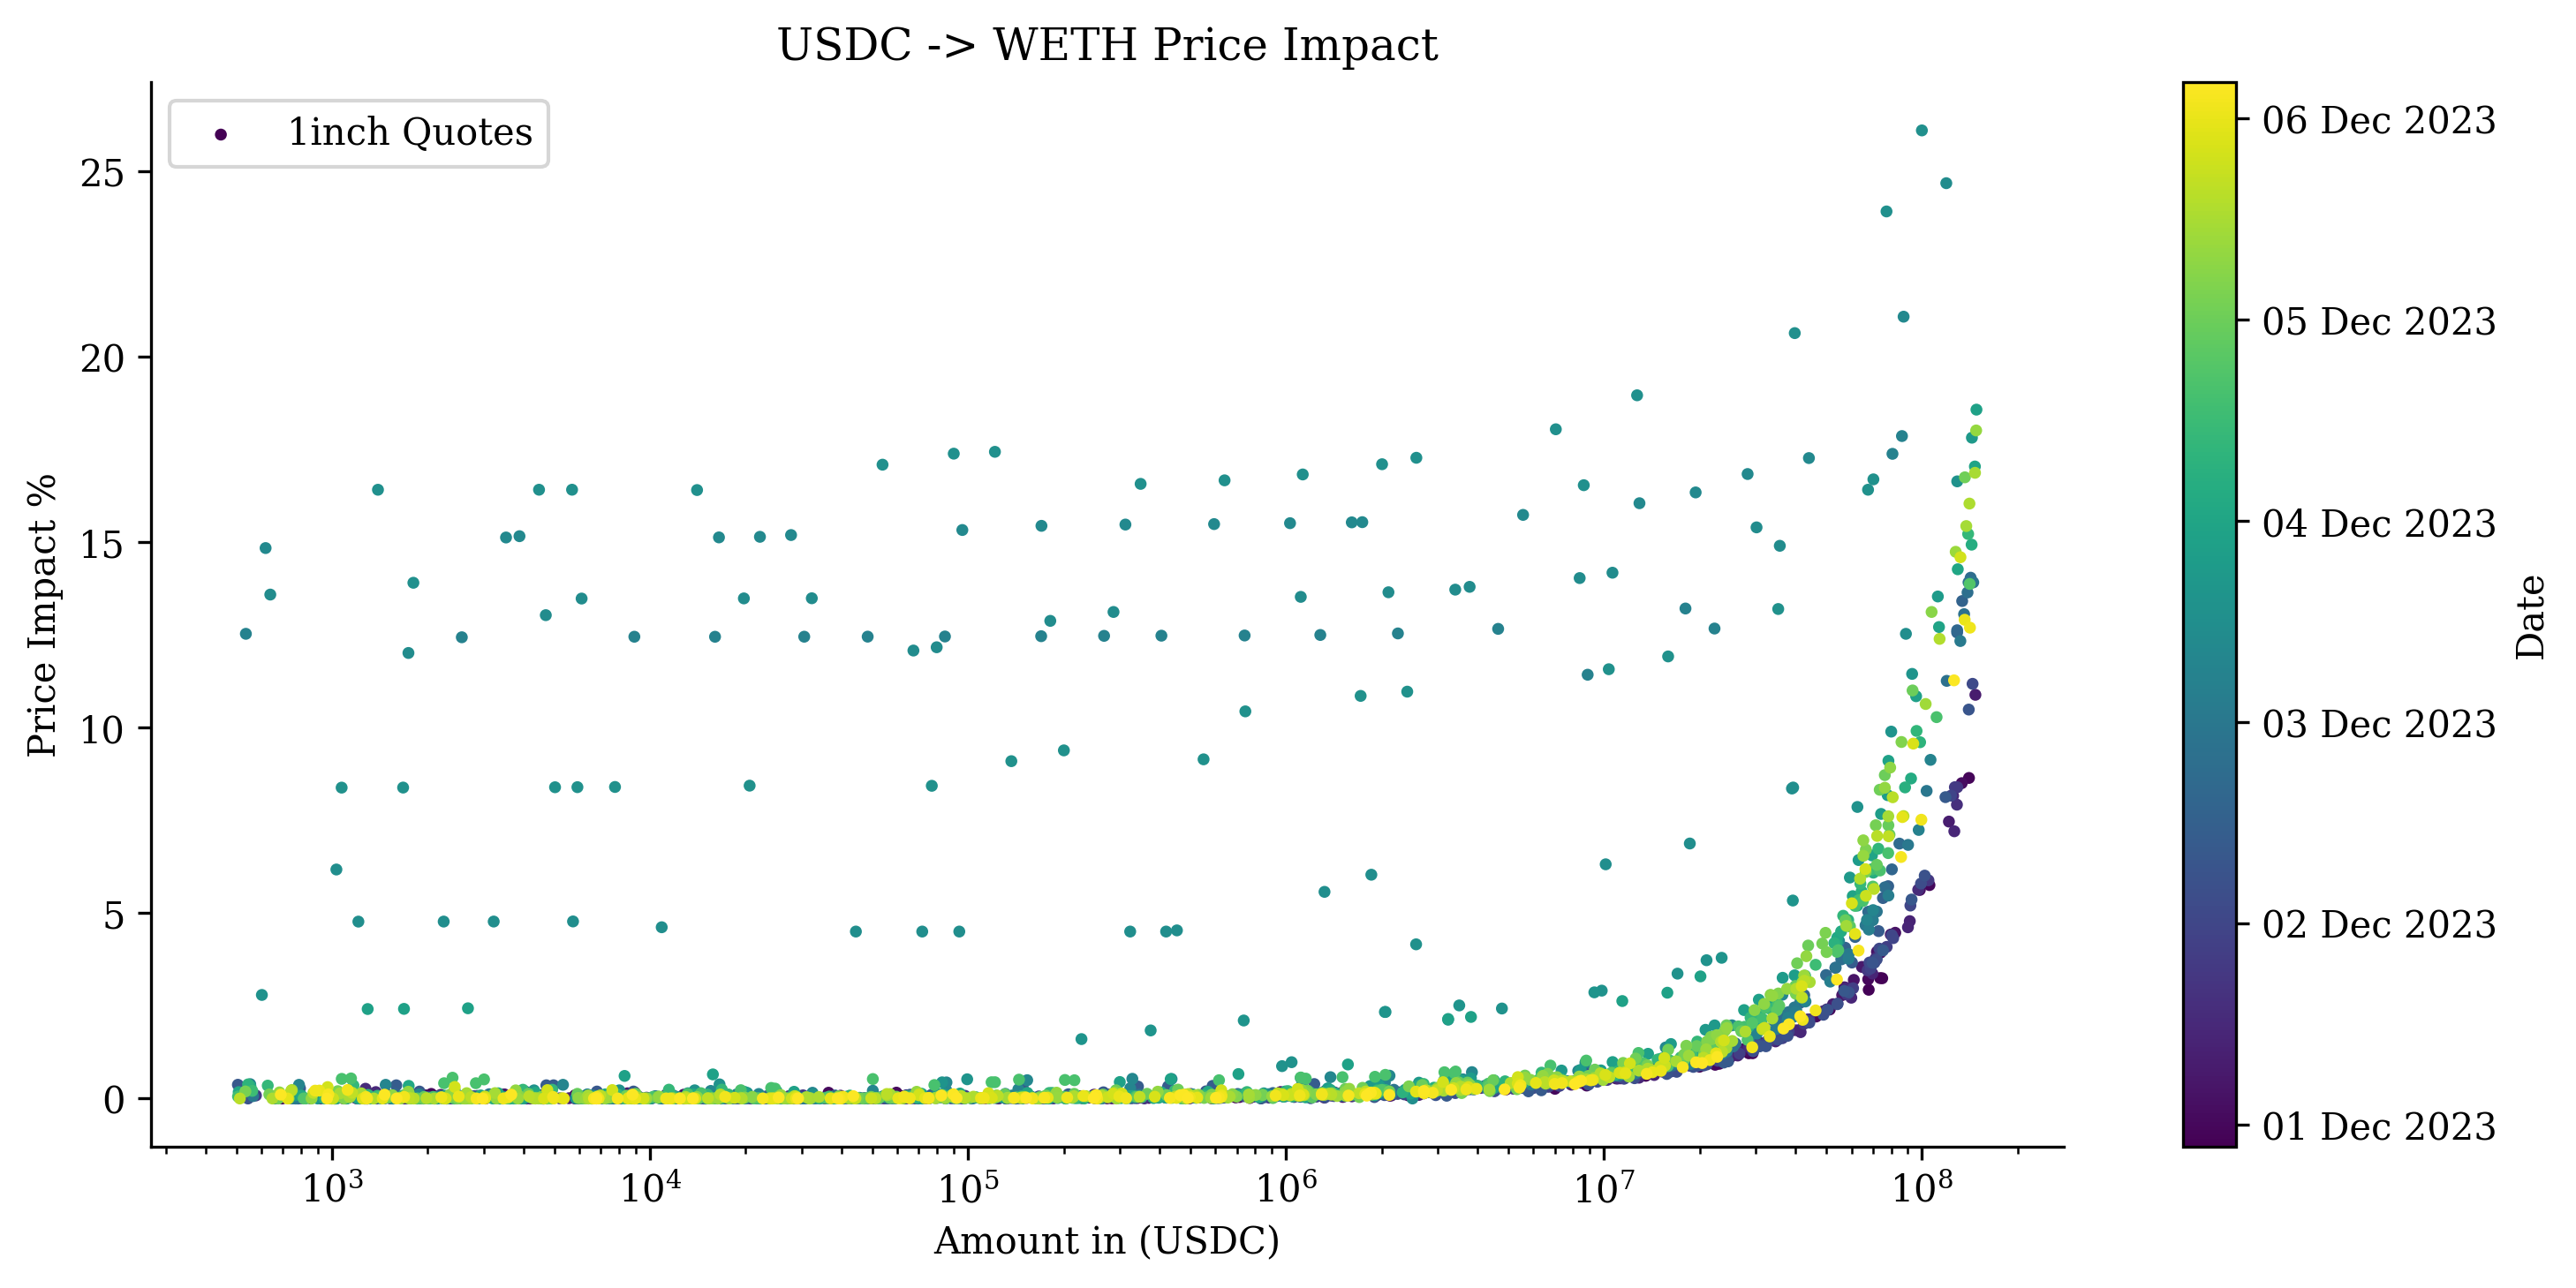 USDC -> WETH Price Impact
1inch Quotes
Price Impact %
25
20
15
10
5
0
10³
10⁴
10⁵
10⁶
10⁷
10⁸
Amount in (USDC)
06 Dec 2023
05 Dec 2023
04 Dec 2023
03 Dec 2023
02 Dec 2023
01 Dec 2023
Date